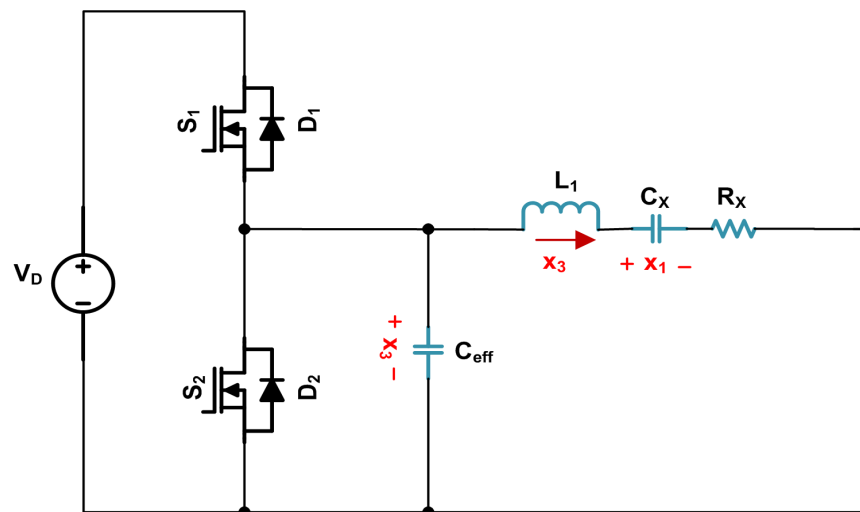 S1
D1
L1
CX
RX
x3
+ x1 −
VD
+
−
− x3 +
Ceff
S2
D2